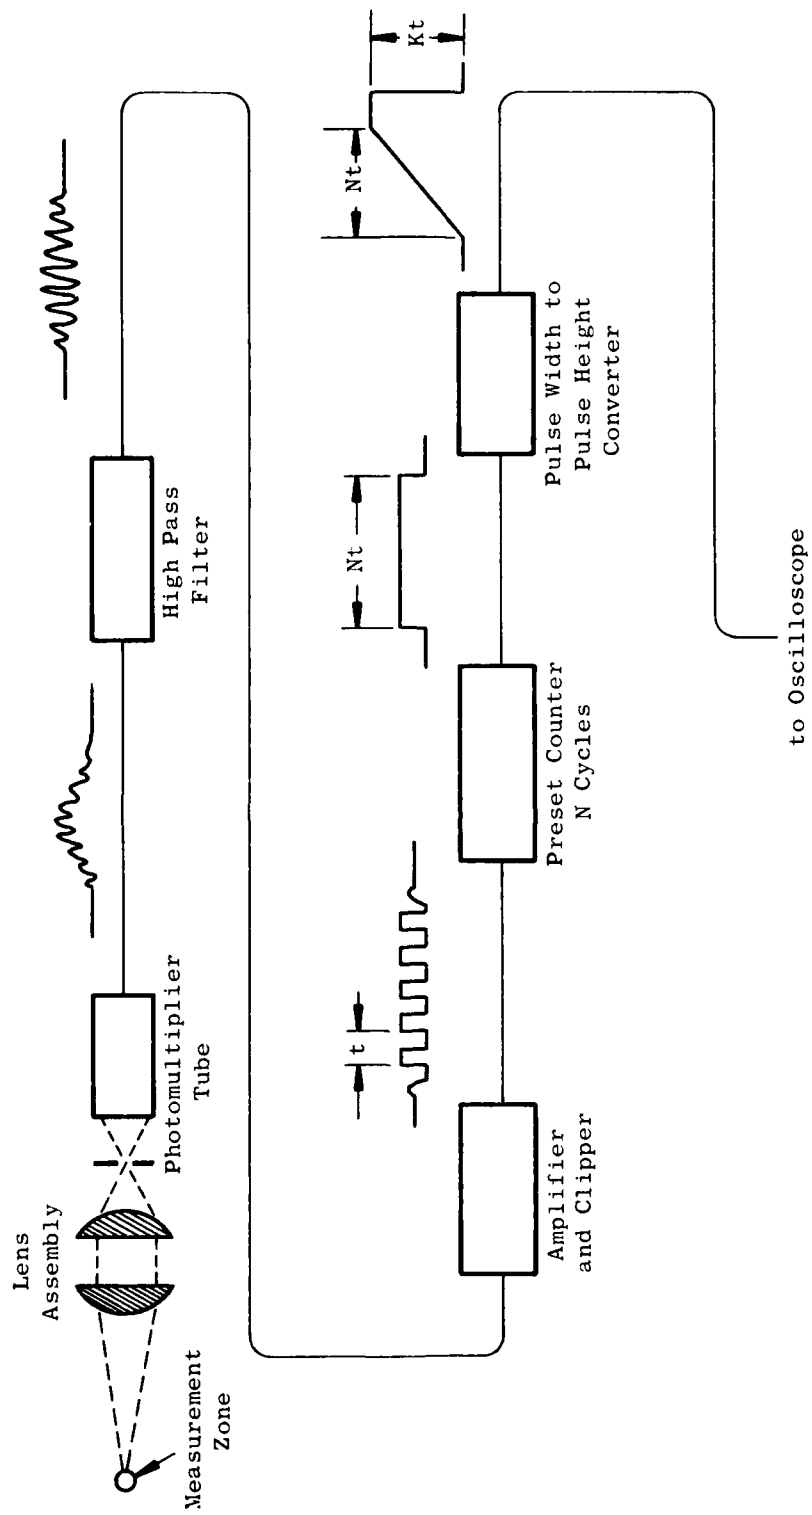 Lens
Assembly
Measurement
Zone
Photomultiplier
Tube
High Pass
Filter
t
Amplifier
and Clipper
Nt
Preset Counter
N Cycles
Nt
Kt
Pulse Width to
Pulse Height
Converter
to Oscilloscope